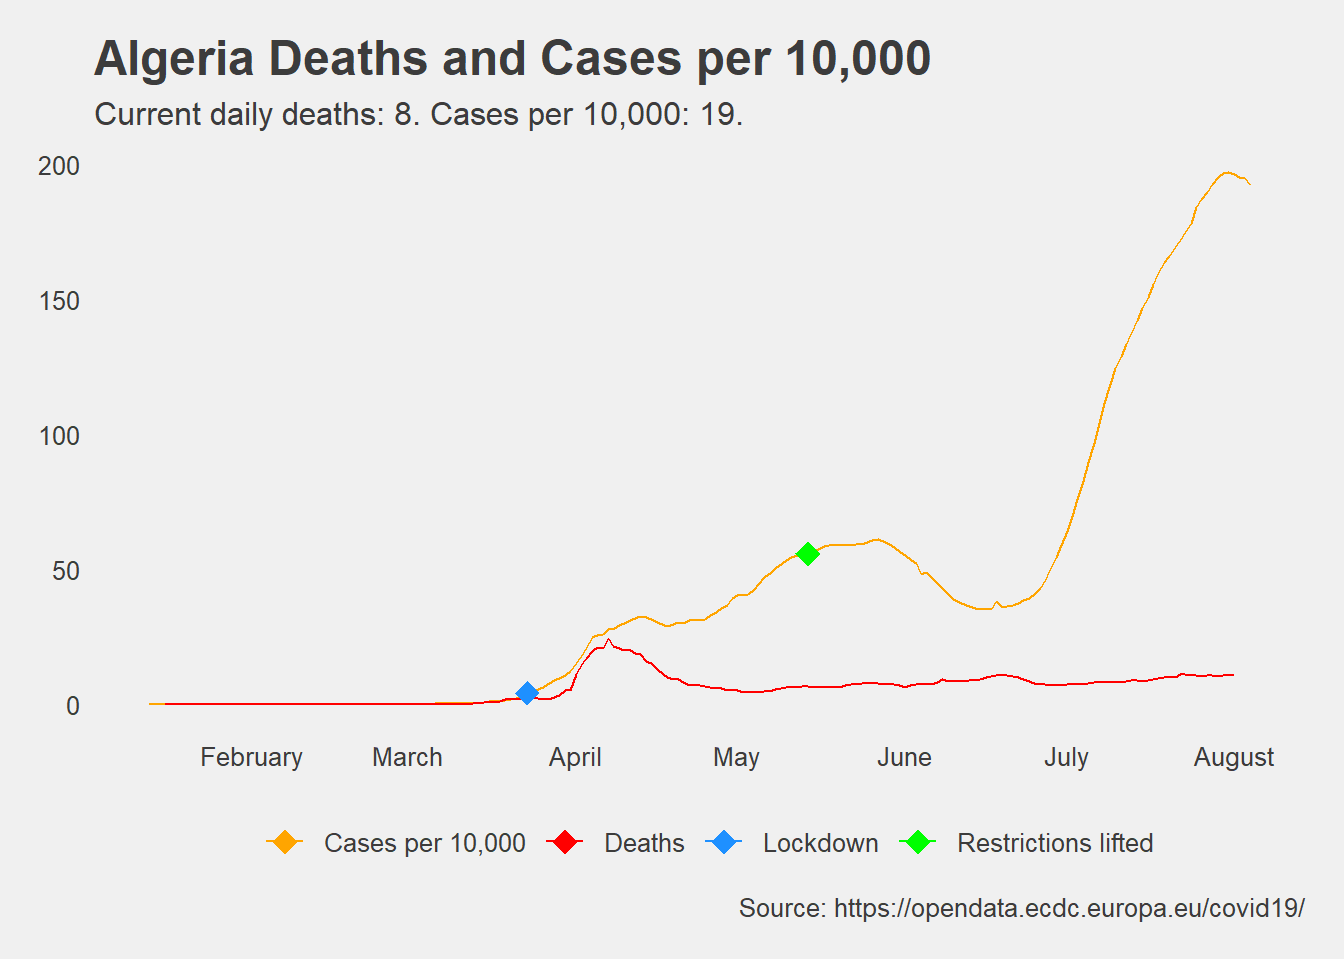 Algeria Deaths and Cases per 10,000
Current daily deaths: 8. Cases per 10,000: 19.
200
150
100
50
0
February March April May June July August
Cases per 10,000 Deaths Lockdown Restrictions lifted
Source: https://opendata.ecdc.europa.eu/covid19/